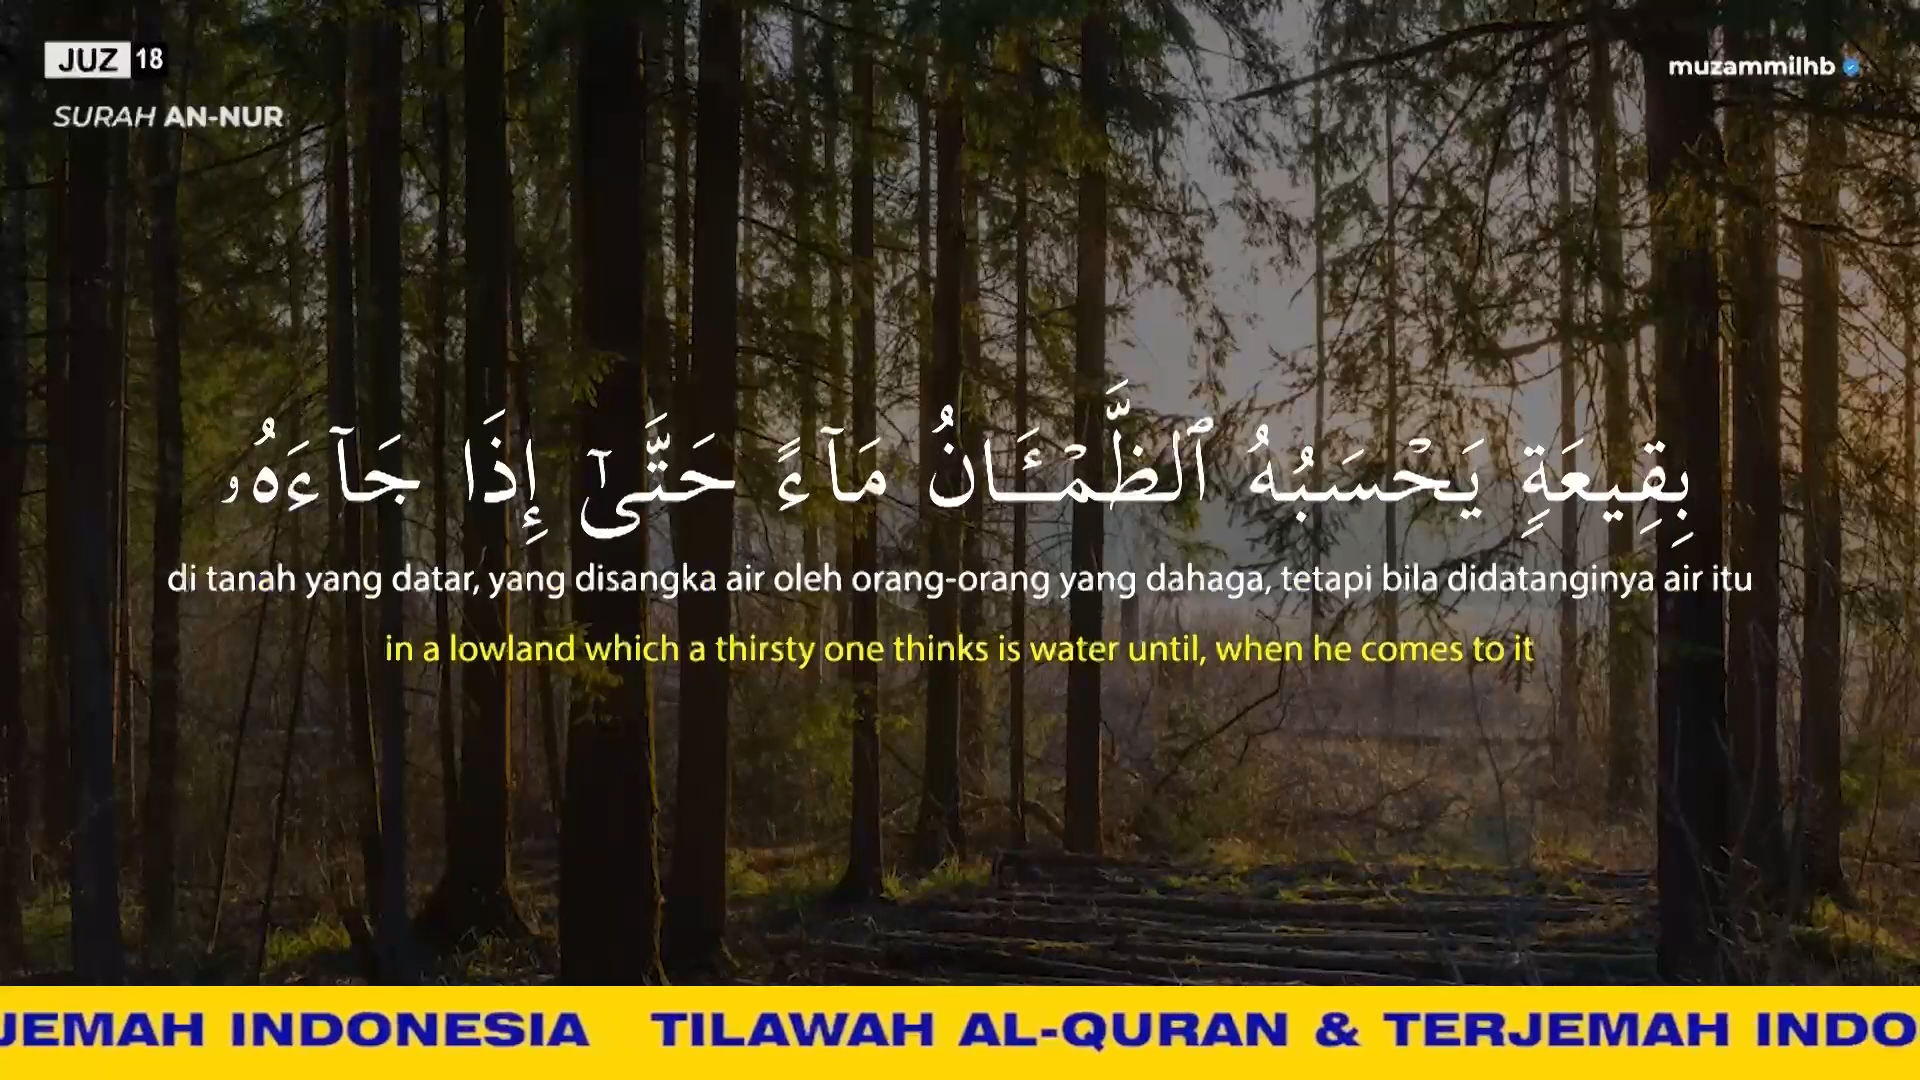 JUZ 18
muzammilhb
SURAH AN-NUR
بِقِيعَةٍ يَحْسَبُهُ ٱلظَّمْـَٔانُ مَآءً حَتَّىٰٓ إِذَا جَآءَهُۥ
di tanah yang datar, yang disangka air oleh orang-orang yang dahaga, tetapi bila didatanginya air itu
in a lowland which a thirsty one thinks is water until, when he comes to it
JEMAH INDONESIA TILAWAH AL-QURAN & TERJEMAH INDO